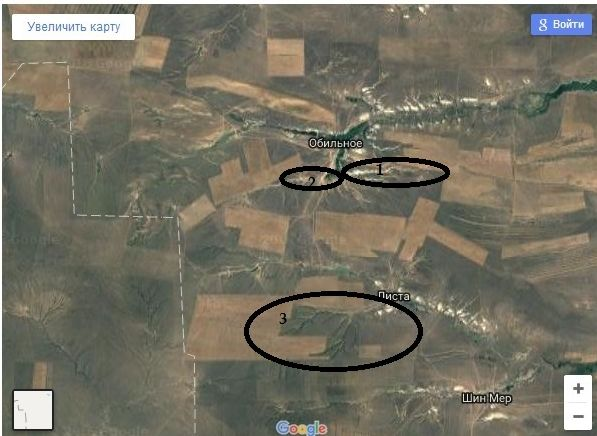 Увеличить карту
Войти
Обильное
1
2
Листа
3
Шин Мер
Google